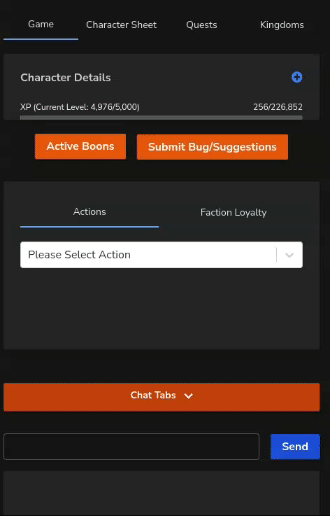 Game Character Sheet Quests Kingdoms
Character Details
XP (Current Level: 4,976/5,000) 256/226,852
Active Boons Submit Bug/Suggestions
Actions Faction Loyalty
Please Select Action
Chat Tabs
Send